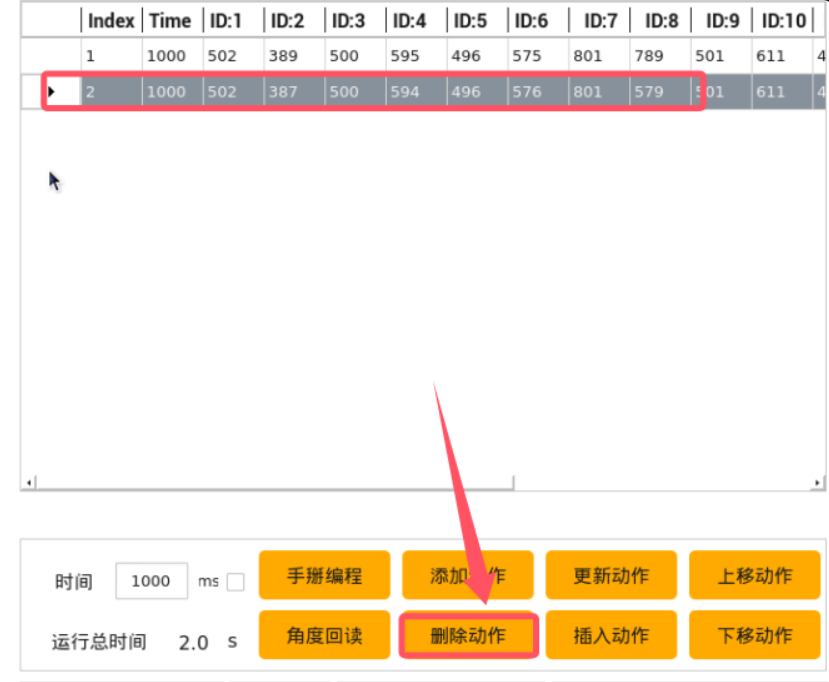 Index Time ID:1 ID:2 ID:3 ID:4 ID:5 ID:6 ID:7 ID:8 ID:9 ID:10
1 1000 502 389 500 595 496 575 801 789 501 611 4
2 1000 502 387 500 594 496 576 801 579 501 611 4
时间 1000 ms 手掰编程 添加动作 更新动作 上移动作
运行总时间 2.0 s 角度回读 删除动作 插入动作 下移动作